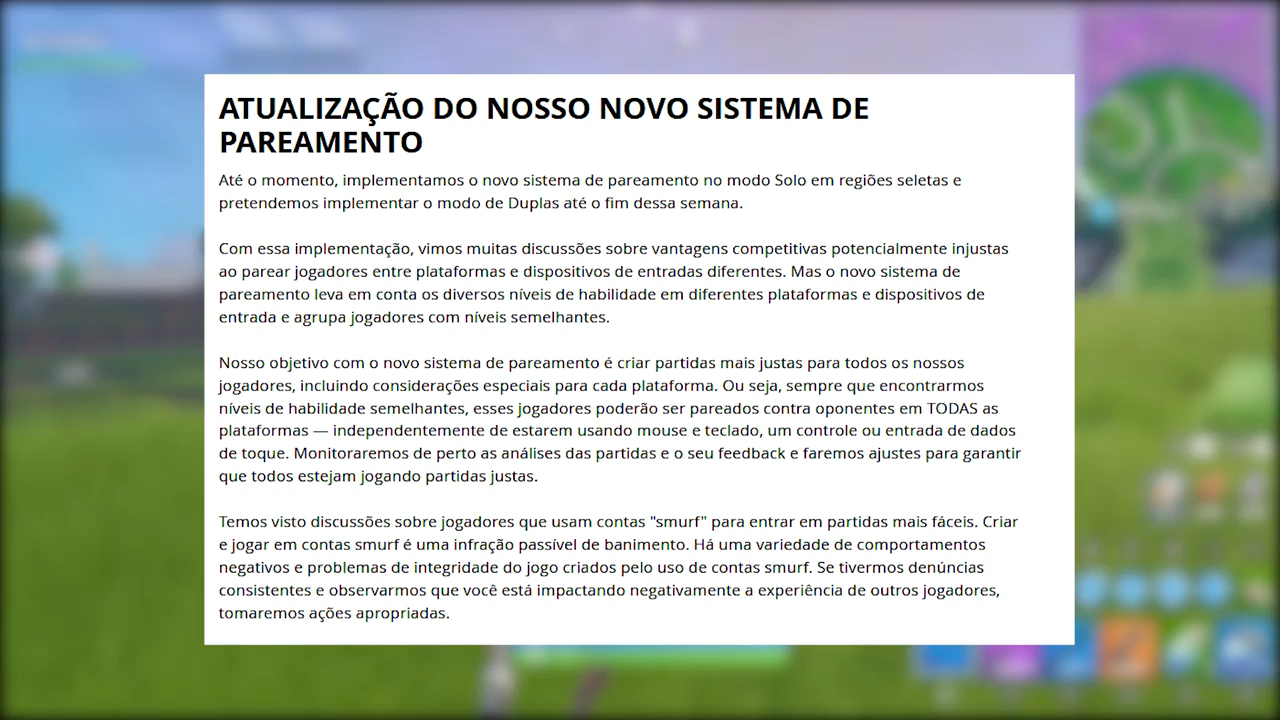 ATUALIZAÇÃO DO NOSSO NOVO SISTEMA DE
PAREAMENTO
Até o momento, implementamos o novo sistema de pareamento no modo Solo em regiões seletas e
pretendemos implementar o modo de Duplas até o fim dessa semana.
Com essa implementação, vimos muitas discussões sobre vantagens competitivas potencialmente injustas
ao parear jogadores entre plataformas e dispositivos de entradas diferentes. Mas o novo sistema de
pareamento leva em conta os diversos níveis de habilidade em diferentes plataformas e dispositivos de
entrada e agrupa jogadores com níveis semelhantes.
Nosso objetivo com o novo sistema de pareamento é criar partidas mais justas para todos os nossos
jogadores, incluindo considerações especiais para cada plataforma. Ou seja, sempre que encontrarmos
níveis de habilidade semelhantes, esses jogadores poderão ser pareados contra oponentes em TODAS as
plataformas — independentemente de estarem usando mouse e teclado, um controle ou entrada de dados
de toque. Monitoraremos de perto as análises das partidas e o seu feedback e faremos ajustes para garantir
que todos estejam jogando partidas justas.
Temos visto discussões sobre jogadores que usam contas "smurf" para entrar em partidas mais fáceis. Criar
e jogar em contas smurf é uma infração passível de banimento. Há uma variedade de comportamentos
negativos e problemas de integridade do jogo criados pelo uso de contas smurf. Se tivermos denúncias
consistentes e observarmos que você está impactando negativamente a experiência de outros jogadores,
tomaremos ações apropriadas.